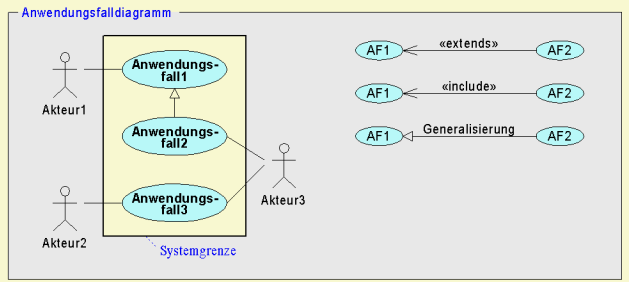 Anwendungsfalldiagramm
Akteur1
Anwendungs-
fall1
Anwendungs-
fall2
Anwendungs-
fall3
Akteur2
Akteur3
Systemgrenze
AF1 «extends» AF2
AF1 «include» AF2
AF1 Generalisierung AF2